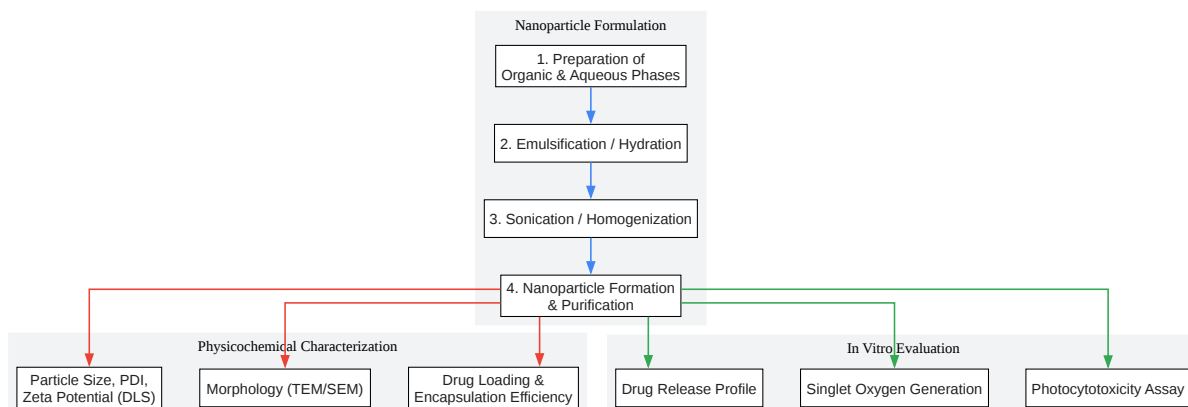 Nanoparticle Formulation
1. Preparation of
Organic & Aqueous Phases
2. Emulsification / Hydration
3. Sonication / Homogenization
4. Nanoparticle Formation
& Purification
Physicochemical Characterization
Particle Size, PDI,
Zeta Potential (DLS)
Morphology (TEM/SEM)
Drug Loading &
Encapsulation Efficiency
In Vitro Evaluation
Drug Release Profile
Singlet Oxygen Generation
Photocytotoxicity Assay